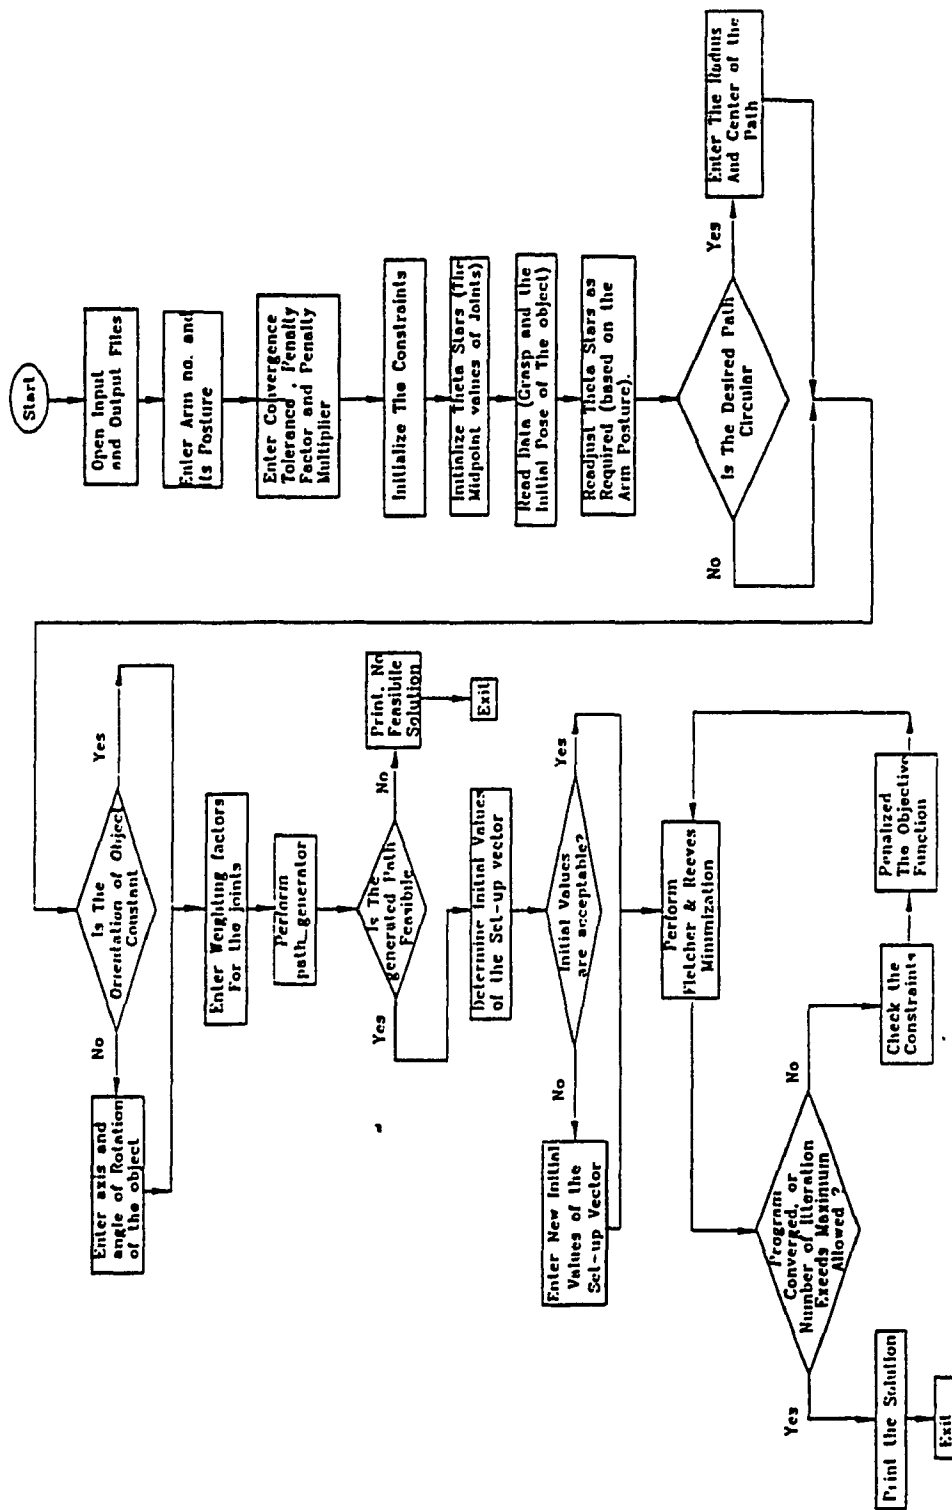 Start
Open Input
and Output Files
Enter Arm no. and
its Posture
Enter Convergence
Tolerance , Penalty
Factor and Penalty
Multiplier
Initialize The Constraints
Initialize Theta Stars (The
Midpoint values of Joints)
Read Data (Grasp and the
Initial Pose of The object)
Readjust Theta Stars as
Required (based on the
Arm Posture).
Is The Desired Path
Circular
Yes
No
Enter The Radius
And Center of the
Path
Is The
Orientation of Object
Constant
Yes
No
Enter axis and
angle of Rotation
of the object
Enter Weighting factors
For the joints
Perform
path_generator
Is The
generated Path
Feasibile
No
Yes
Print. No
Feasibile
Solution
Exit
Determine Initial Values
of the Set-up vector
Initial Values
are acceptable?
Yes
No
Enter New Initial
Values of the
Set-up Vector
Perform
Fletcher & Reeves
Minimization
Program
Converged, or
Number of Itteration
Exeeds Maximum
Allowed ?
No
Yes
Check the
Constraints
Penalized
The Objective
Function
Print the Solution
Exit